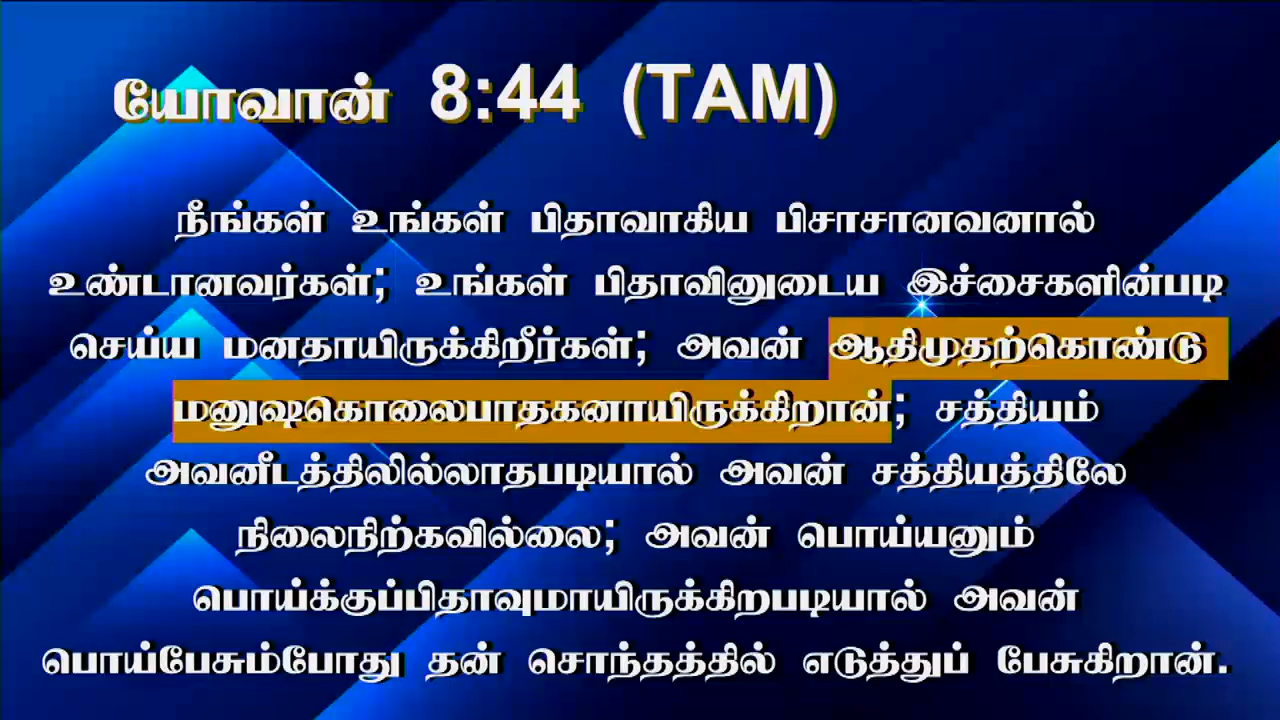 யோவான் 8:44 (TAM)
நீங்கள் உங்கள் பிதாவாகிய பிசாசானவனால்
உண்டானவர்கள்; உங்கள் பிதாவினுடைய இச்சைகளின்படி
செய்ய மனதாயிருக்கிறீர்கள்; அவன் ஆதிமுதற்கொண்டு
மனுஷகொலைபாதகனாயிருக்கிறான்; சத்தியம்
அவனீடத்திலில்லாதபடியால் அவன் சத்தியத்திலே
நிலைநிற்கவில்லை; அவன் பொய்யனும்
பொய்க்குப்பிதாவுமாயிருக்கிறபடியால் அவன்
பொய்பேசும்போது தன் சொந்தத்தில் எடுத்துப் பேசுகிறான்.